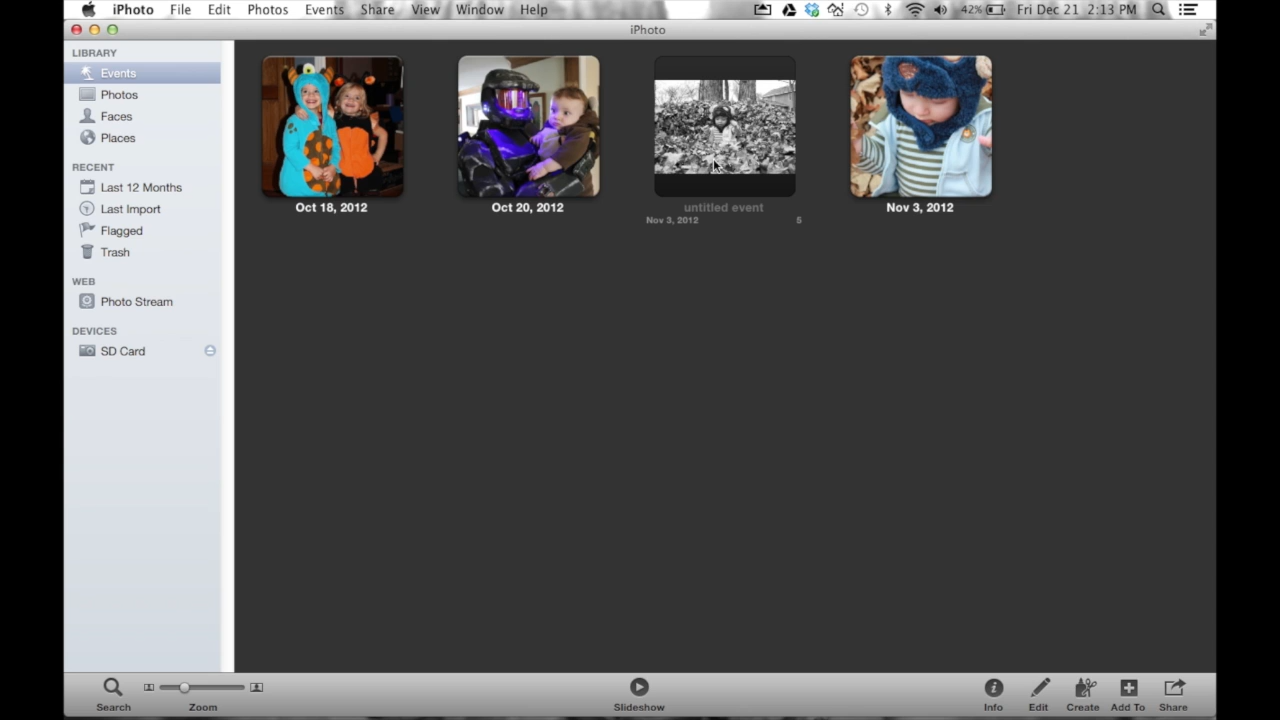 iPhoto File Edit Photos Events Share View Window Help 42% Fri Dec 21 2:13 PM
iPhoto
LIBRARY
Events
Photos
Faces
Places
RECENT
Last 12 Months
Last Import
Flagged
Trash
WEB
Photo Stream
DEVICES
SD Card
Oct 18, 2012
Oct 20, 2012
untitled event
Nov 3, 2012 5
Nov 3, 2012
Search Zoom Slideshow Info Edit Create Add To Share